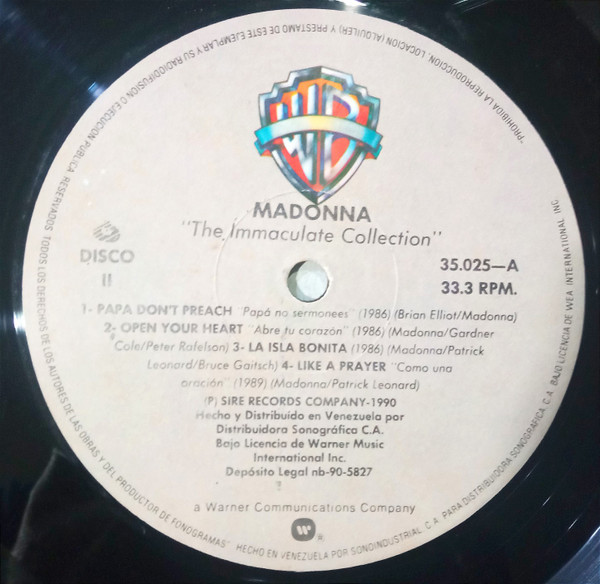 WB
MADONNA
"The Immaculate Collection"
DISCO
II
35.025—A
33.3 RPM.
1- PAPA DON'T PREACH "Papá no sermonees" (1986) (Brian Elliot/Madonna)
2- OPEN YOUR HEART "Abre tu corazón" (1986) (Madonna/Gardner
Cole/Peter Rafelson) 3- LA ISLA BONITA (1986) (Madonna/Patrick
Leonard/Bruce Gaitsch) 4- LIKE A PRAYER "Como una
oración" (1989) (Madonna/Patrick Leonard)
(P) SIRE RECORDS COMPANY-1990
Hecho y Distribuido en Venezuela por
Distribuidora Sonográfica C.A.
Bajo Licencia de Warner Music
International Inc.
Depósito Legal nb-90-5827
a Warner Communications Company
W
RESERVADOS TODOS LOS DERECHOS DE LOS AUTORES DE LAS OBRAS Y DEL PRODUCTOR DE FONOGRAMAS" HECHO EN VENEZUELA POR SONOINDUSTRIAL C.A. PARA DISTRIBUIDORA SONOGRAFICA C.A. BAJO LICENCIA DE WEA INTERNATIONAL INC
"PROHIBIDA LA REPRODUCCION, LOCACION (ALQUILER) Y PRESTAMO DE ESTE EJEMPLAR Y SU RADIODIFUSION O EJECUCION PUBLICA